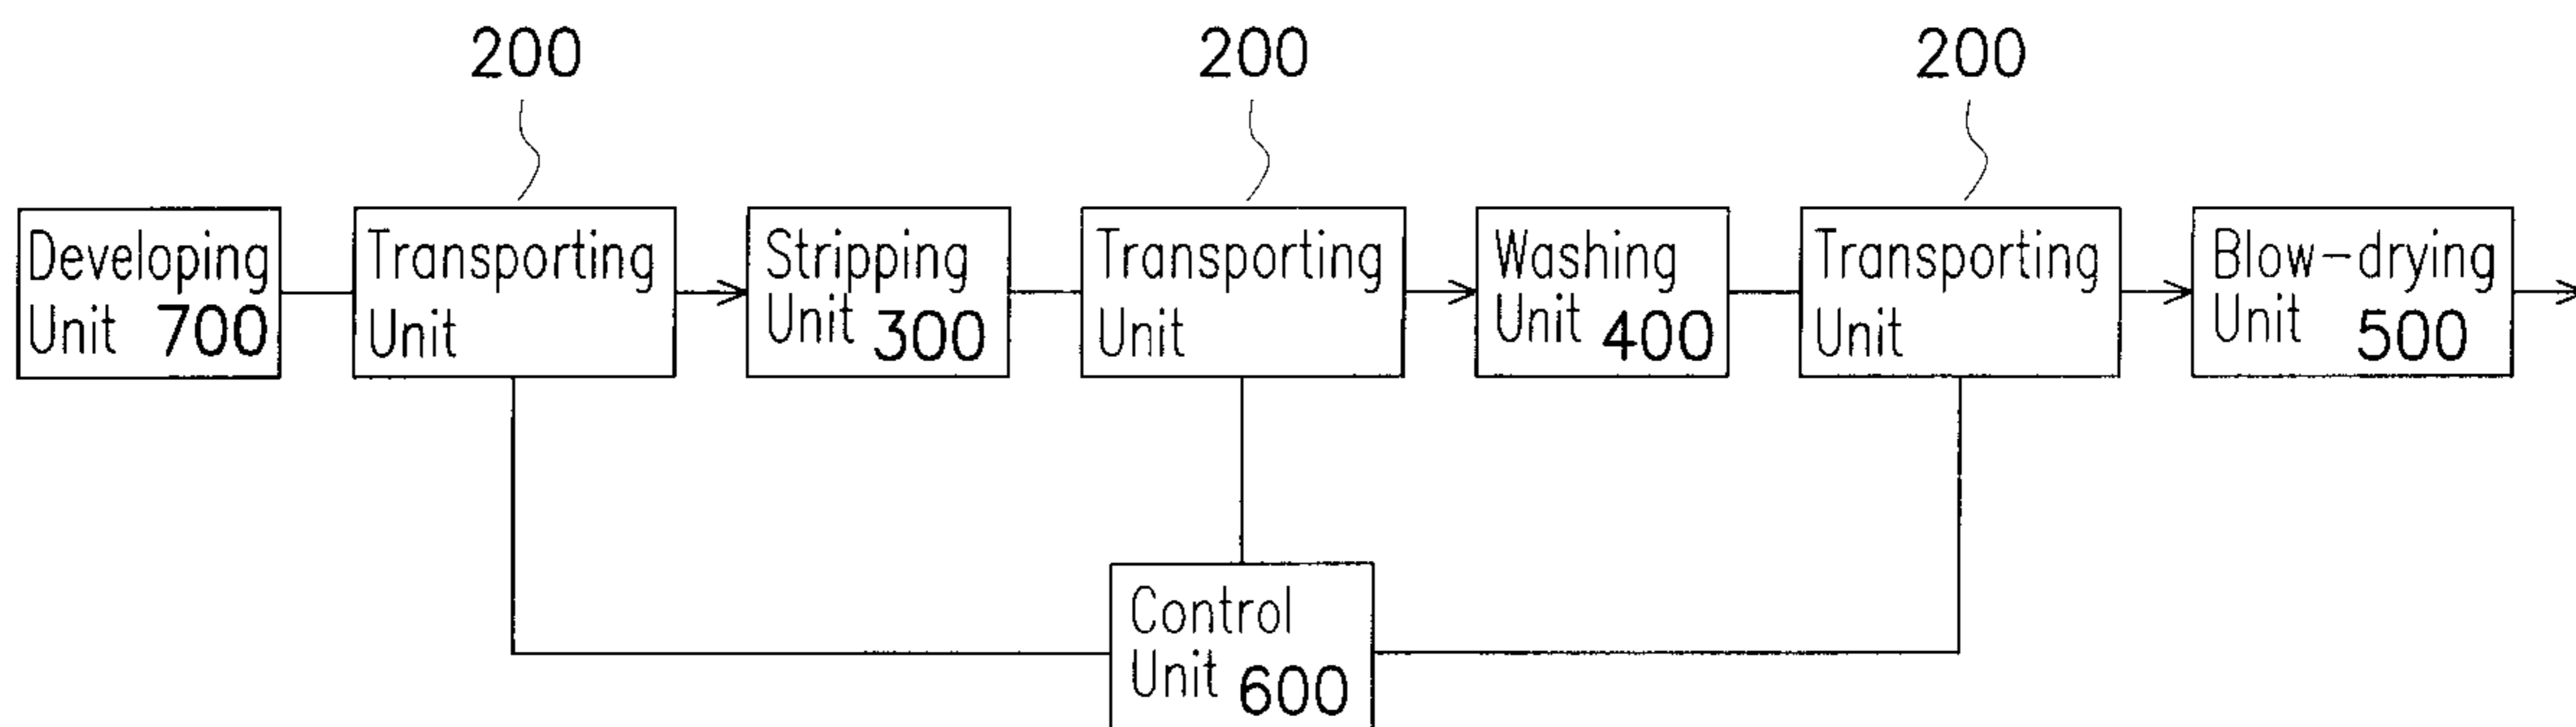 200
200
200
Developing
Unit 700
Transporting
Unit
Stripping
Unit 300
Transporting
Unit
Washing
Unit 400
Transporting
Unit
Blow-drying
Unit 500
Control
Unit 600